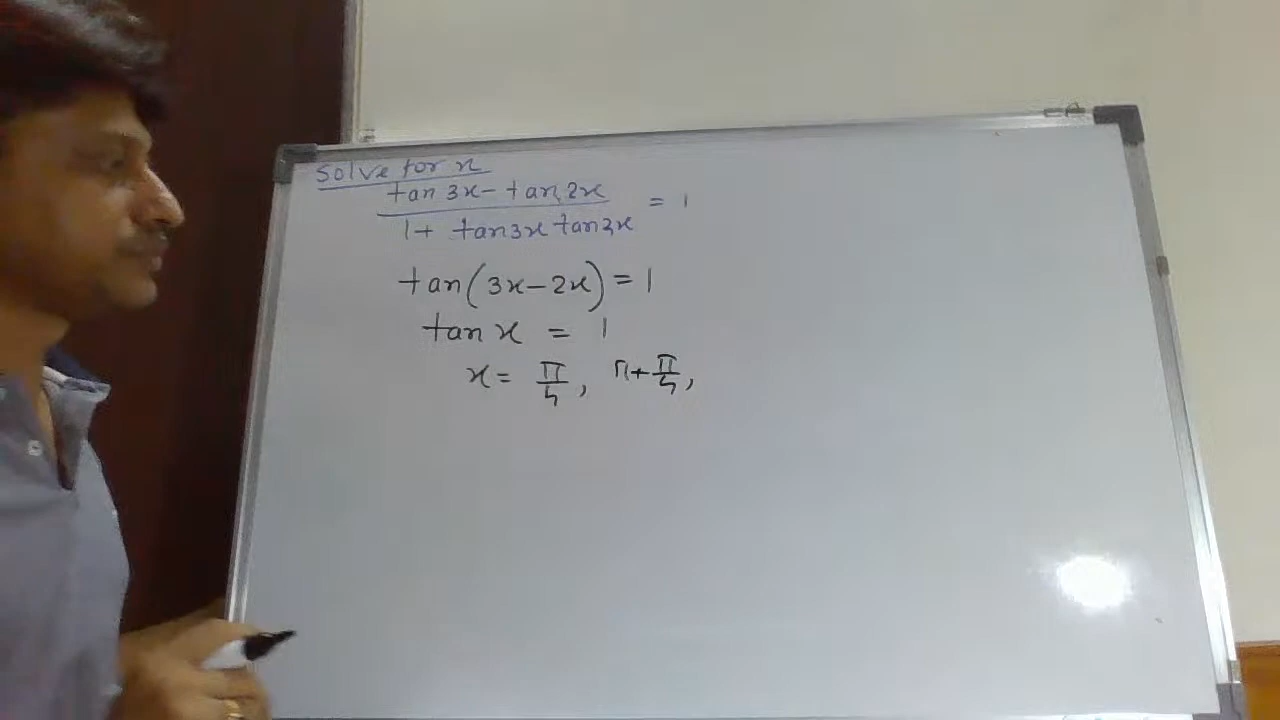 Solve for x
tan 3x - tan 2x
1 + tan3x tan2x = 1
tan(3x-2x) = 1
tan x = 1
x = π/4, π+π/4,